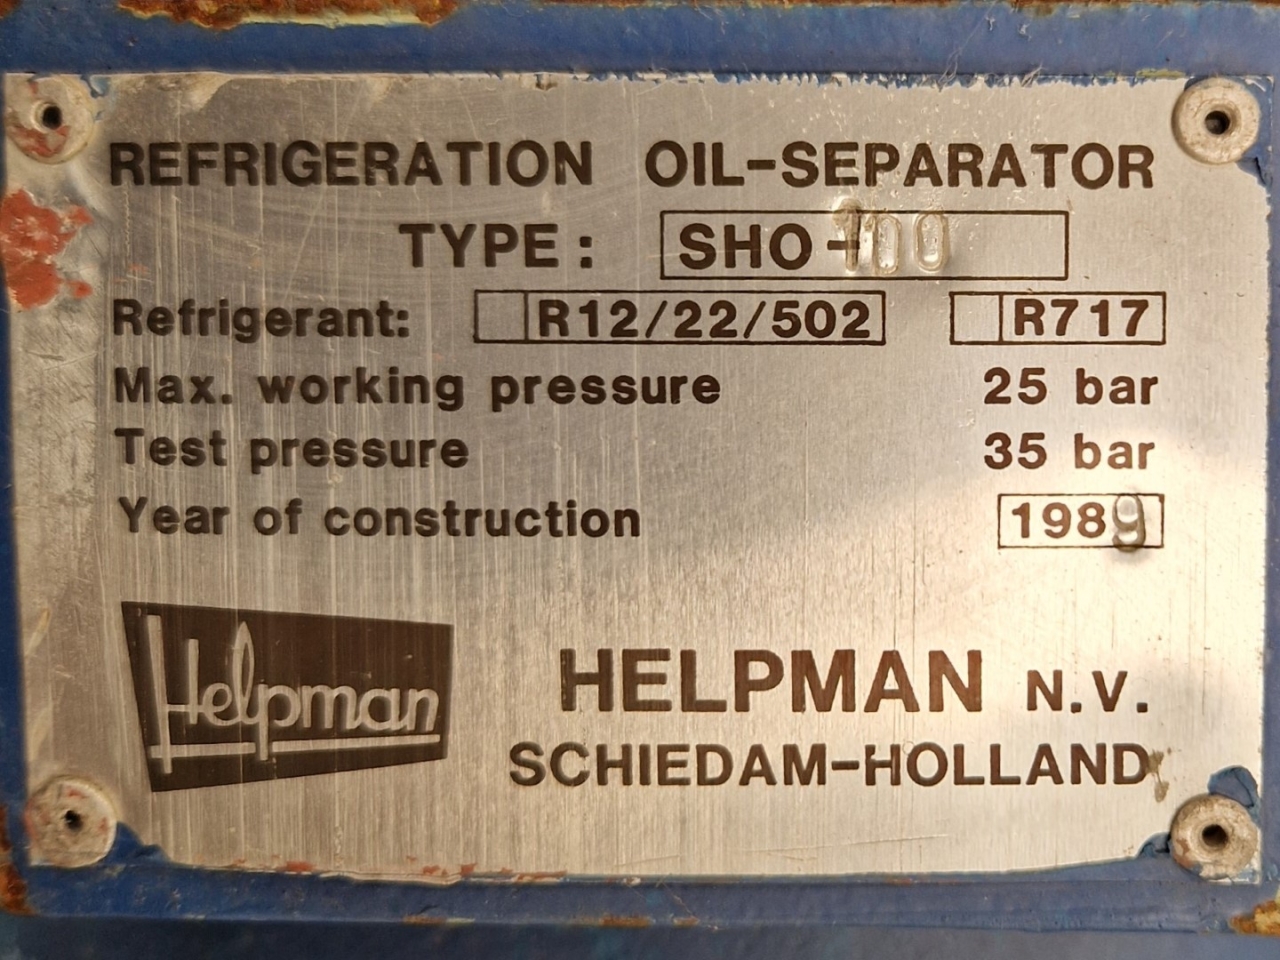 REFRIGERATION OIL-SEPARATOR
TYPE: SHO-100
Refrigerant: R12/22/502 R717
Max. working pressure 25 bar
Test pressure 35 bar
Year of construction 1989
Helpman
HELPMAN N.V.
SCHIEDAM-HOLLAND